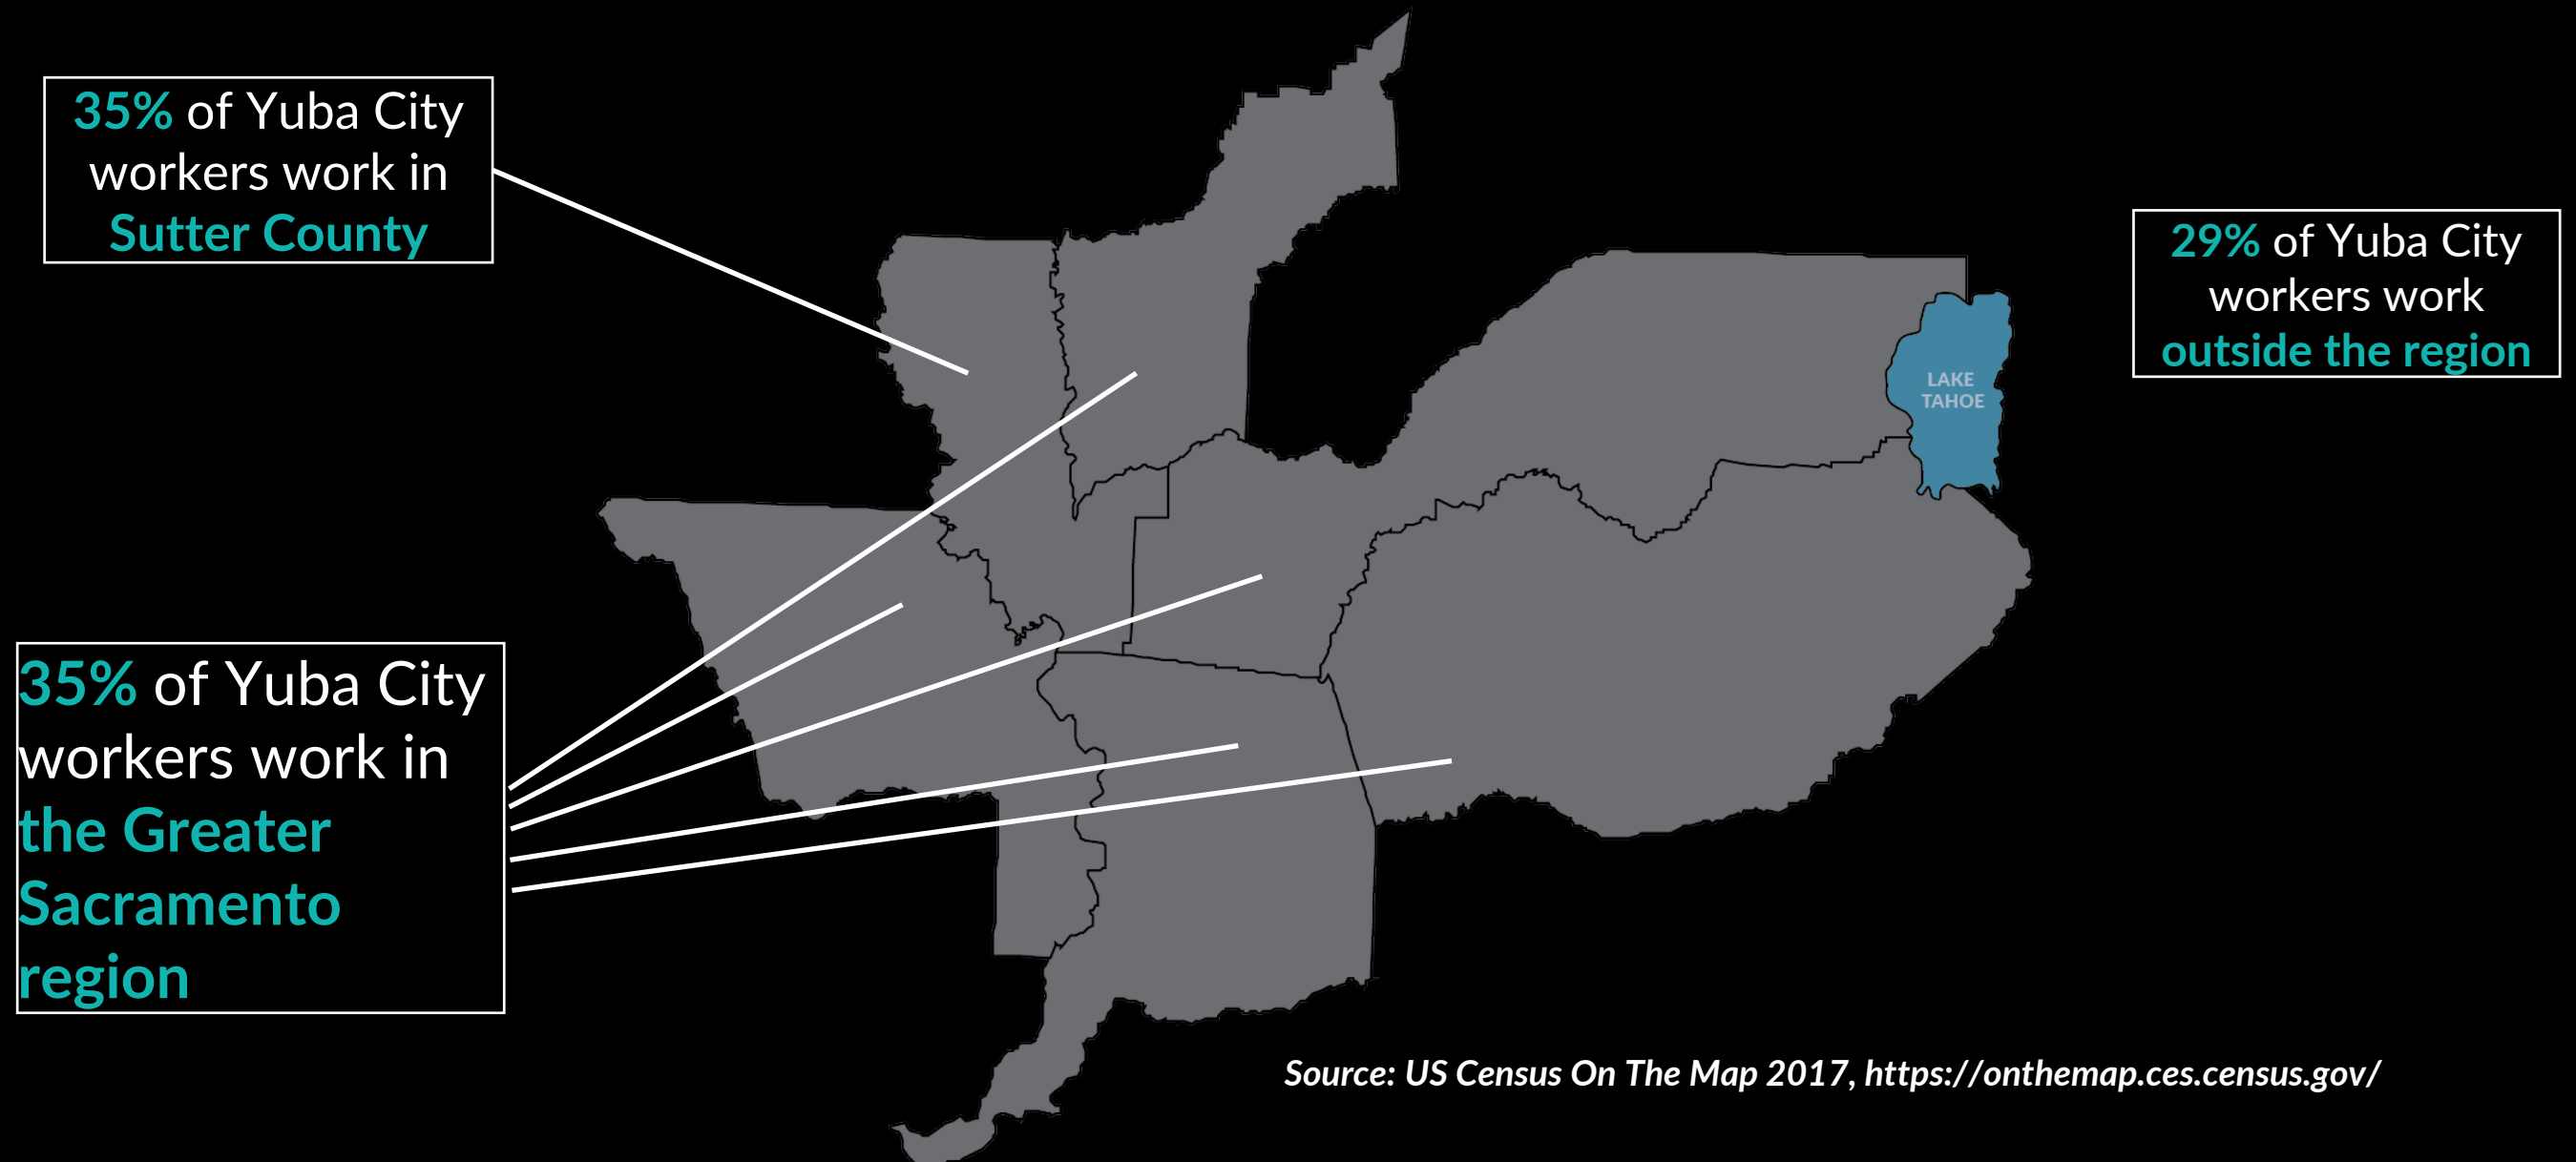 35% of Yuba City
workers work in
Sutter County
29% of Yuba City
workers work
outside the region
LAKE
TAHOE
35% of Yuba City
workers work in
the Greater
Sacramento
region
Source: US Census On The Map 2017, https://onthemap.ces.census.gov/